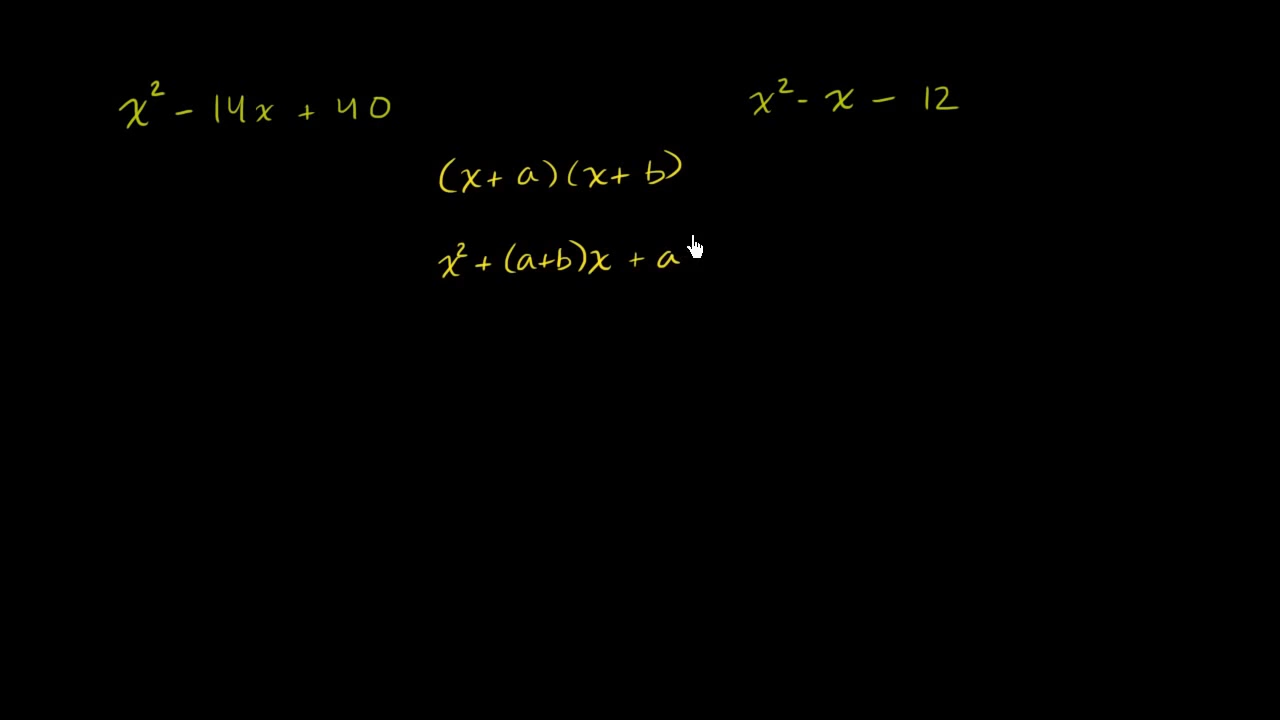 x² - 14x + 40
x² - x - 12
(x + a)(x + b)
x² + (a+b)x + a